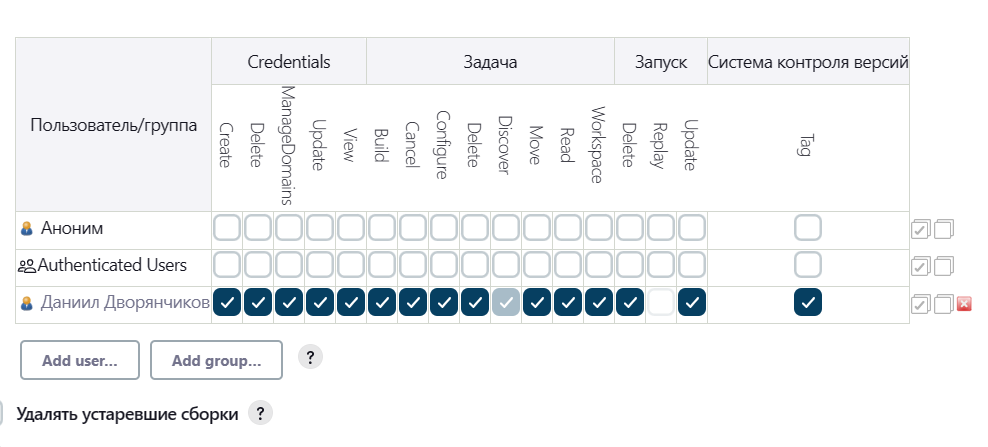 Пользователь/группа
Credentials
Задача
Запуск
Система контроля версий
Create
Delete
ManageDomains
Update
View
Build
Cancel
Configure
Delete
Discover
Move
Read
Workspace
Delete
Replay
Update
Tag
Аноним
Authenticated Users
Даниил Дворянчиков
Add user...
Add group...
?
Удалять устаревшие сборки
?